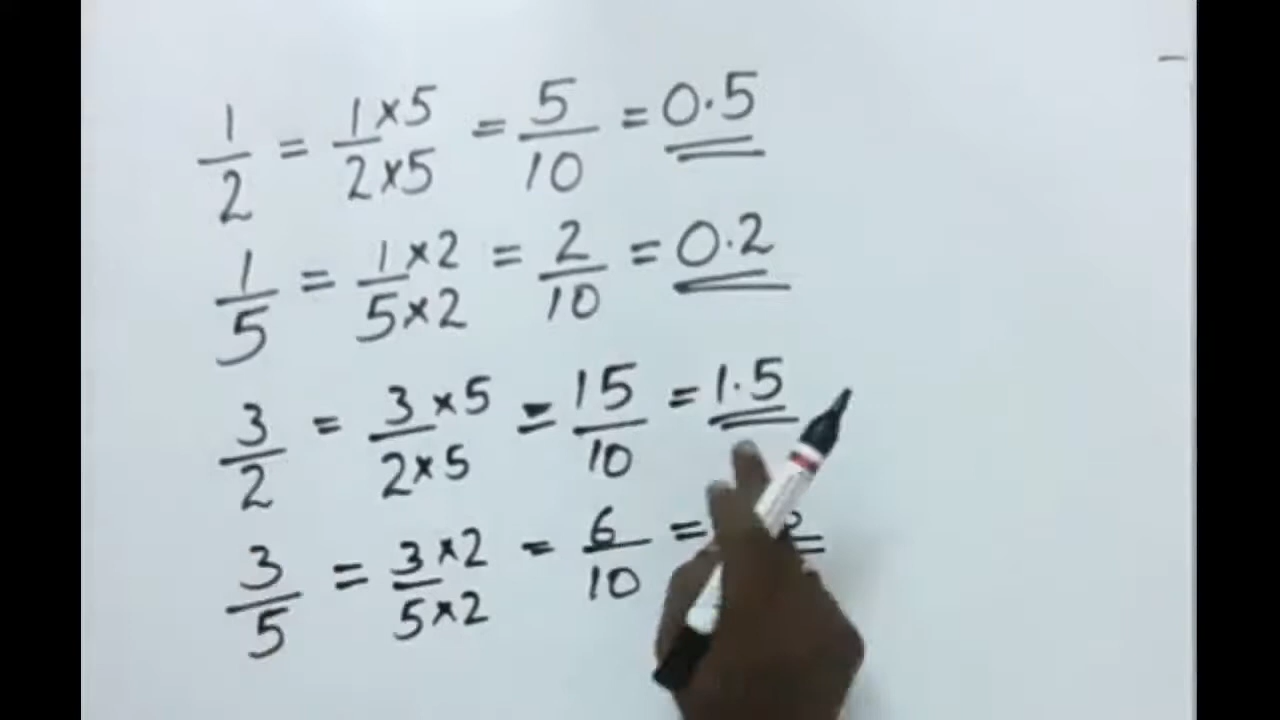 1/2 = 1×5/2×5 = 5/10 = 0.5
1/5 = 1×2/5×2 = 2/10 = 0.2
3/2 = 3×5/2×5 = 15/10 = 1.5
3/5 = 3×2/5×2 = 6/10 =